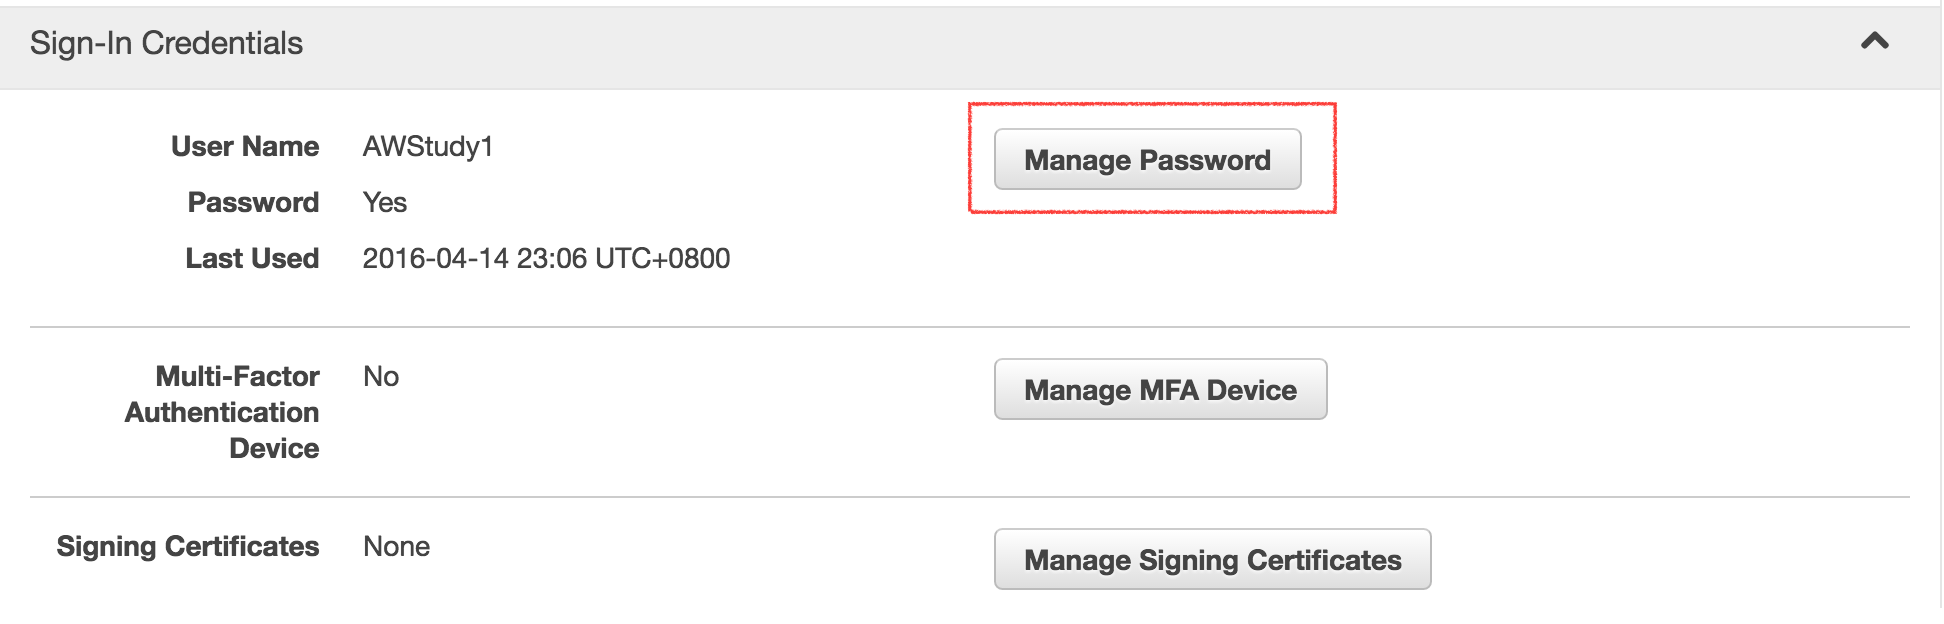 Sign-In Credentials
User Name AWStudy1 Manage Password
Password Yes
Last Used 2016-04-14 23:06 UTC+0800
Multi-Factor No Manage MFA Device
Authentication
Device
Signing Certificates None Manage Signing Certificates